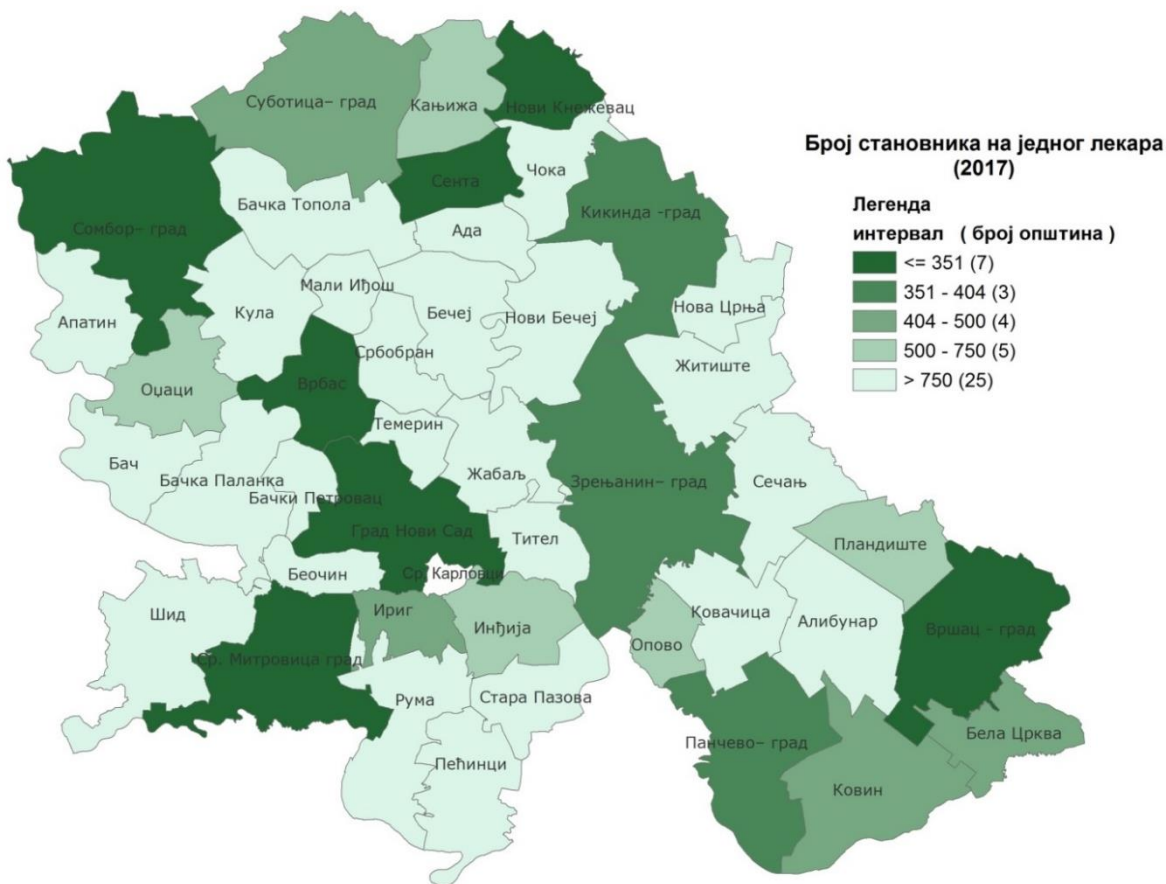 Број становника на једног лекара
(2017)
Легенда
интервал ( број општина )
<= 351 (7)
351 - 404 (3)
404 - 500 (4)
500 - 750 (5)
> 750 (25)
Суботица– град
Кањижа
Нови Кнежевац
Чока
Сента
Кикинда -град
Бачка Топола
Ада
Сомбор– град
Мали Иђош
Бечеј
Кула
Нова Црња
Нови Бечеј
Апатин
Србобран
Житиште
Врбас
Оџаци
Темерин
Бач
Бачка Паланка
Жабаљ
Зрењанин– град
Сечањ
Бачки Петровац
Град Нови Сад
Тител
Пландиште
Беочин
Ср. Карловци
Шид
Ириг
Инђија
Ковачица
Алибунар
Вршац - град
Опово
Ср. Митровица град
Рума
Стара Пазова
Бела Црква
Панчево– град
Пећинци
Ковин